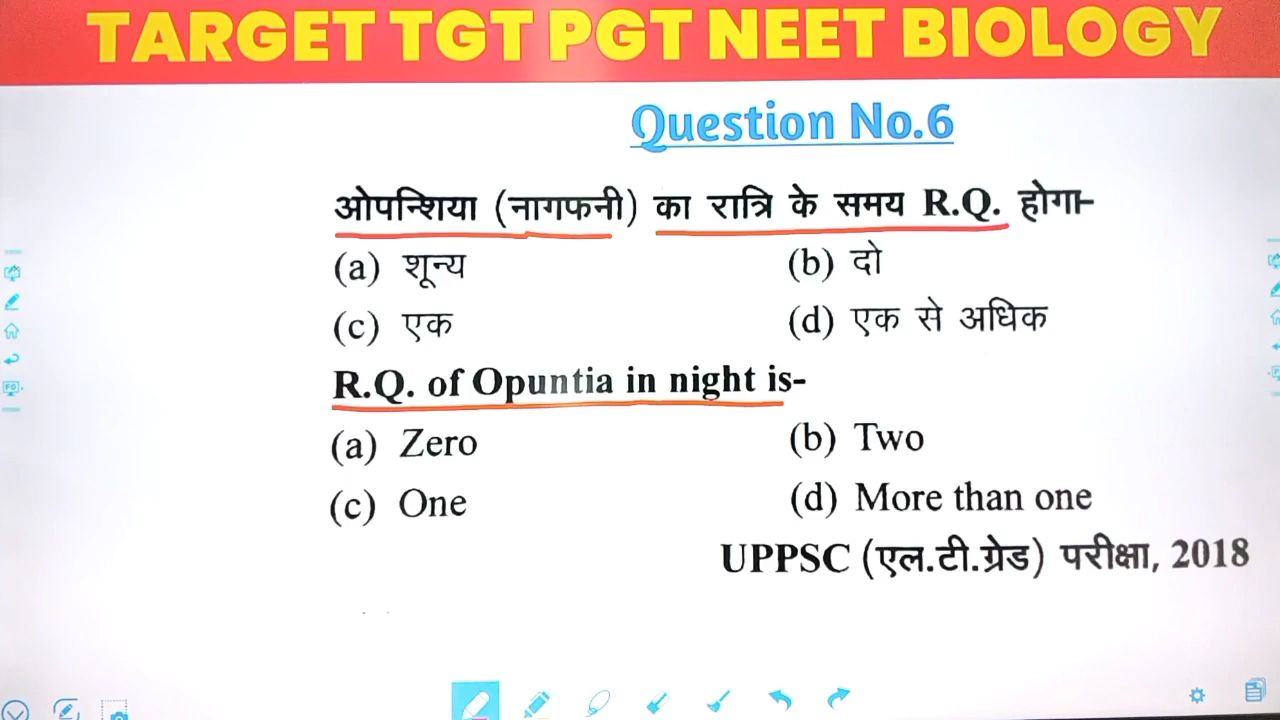 TARGET TGT PGT NEET BIOLOGY
Question No.6
ओपन्शिया (नागफनी) का रात्रि के समय R.Q. होगा-
(a) शून्य (b) दो
(c) एक (d) एक से अधिक
R.Q. of Opuntia in night is-
(a) Zero (b) Two
(c) One (d) More than one
UPPSC (एल.टी.ग्रेड) परीक्षा, 2018